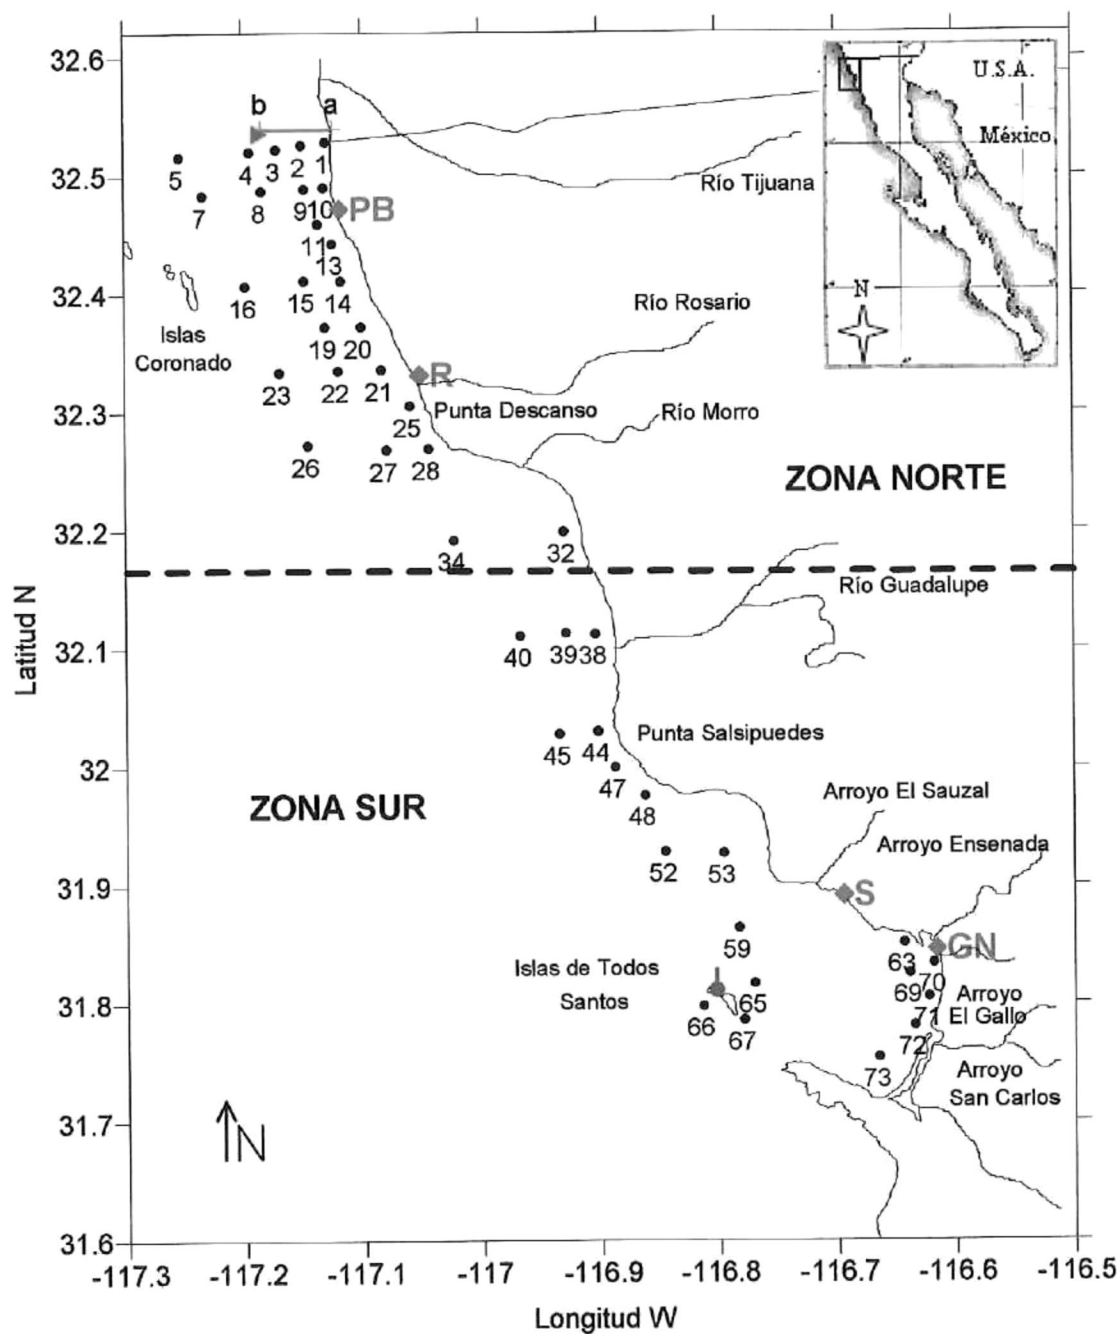 32.6
32.5
32.4
32.3
32.2
32.1
32
31.9
31.8
31.7
31.6
Latitud N
-117.3
-117.2
-117.1
-117
-116.9
-116.8
-116.7
-116.6
-116.5
Longitud W
U.S.A.
México
N
b
a
5
4
3
2
1
7
8
9
10
PB
11
13
16
15
14
Islas
Coronado
19
20
23
22
21
R
25
Punta Descanso
26
27
28
Río Tijuana
Río Rosario
Río Morro
ZONA NORTE
34
32
Río Guadalupe
40
39
38
45
44
Punta Salsipuedes
47
48
ZONA SUR
52
53
Arroyo El Sauzal
Arroyo Ensenada
S
GN
59
63
70
69
Islas de Todos
Santos
65
66
67
71
72
73
Arroyo
El Gallo
Arroyo
San Carlos
N